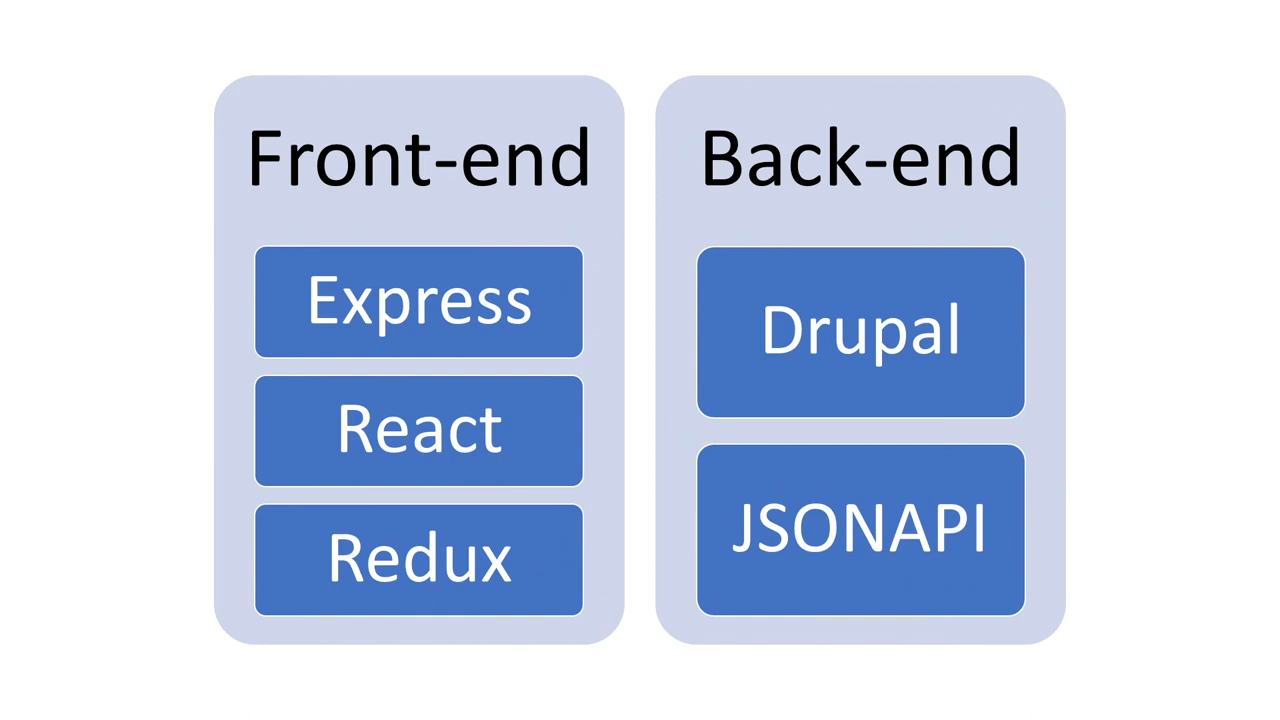 Front-end
Express
React
Redux
Back-end
Drupal
JSONAPI